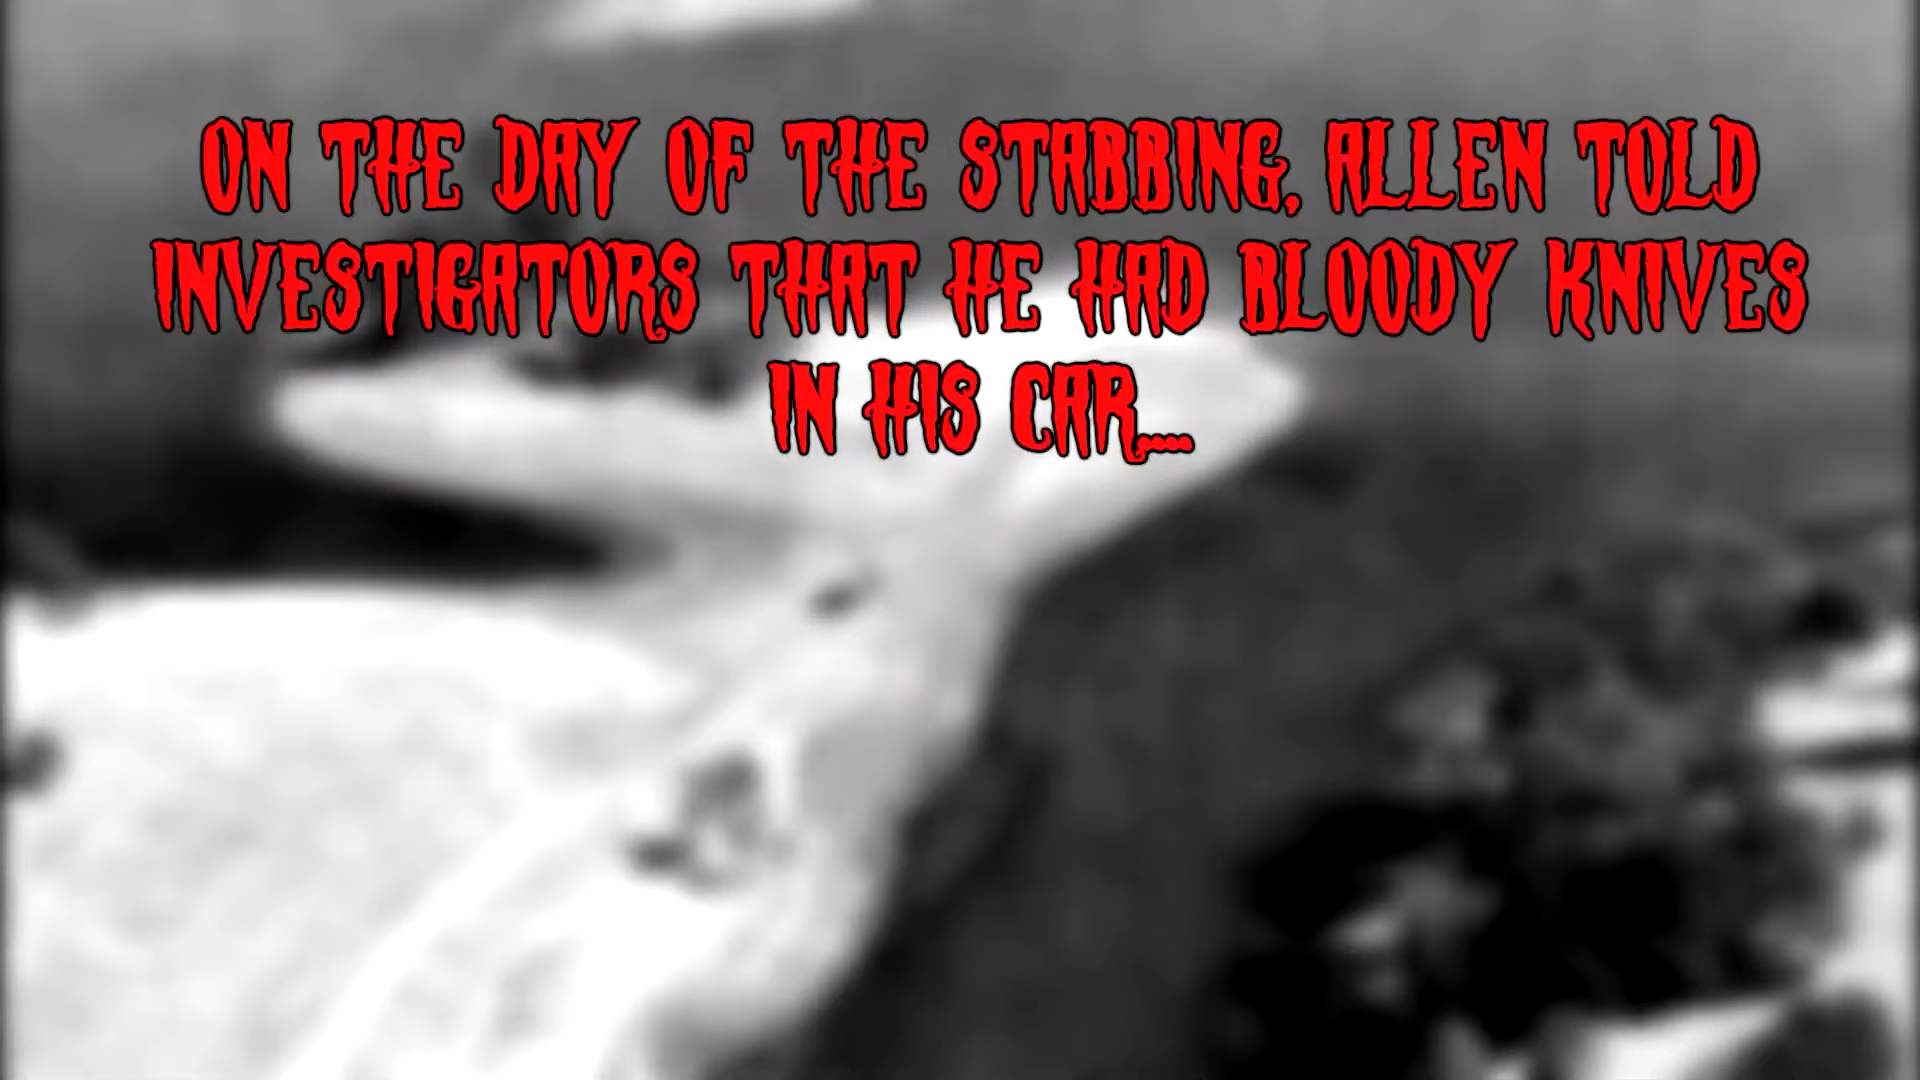 ON THE DAY OF THE STABBING, ALLEN TOLD
INVESTIGATORS THAT HE HAD BLOODY KNIVES
IN HIS CAR,...